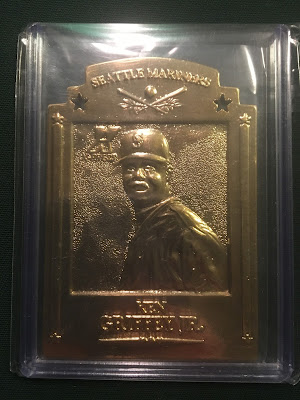 SEATTLE MARINERS
KEN
GRIFFEY JR.